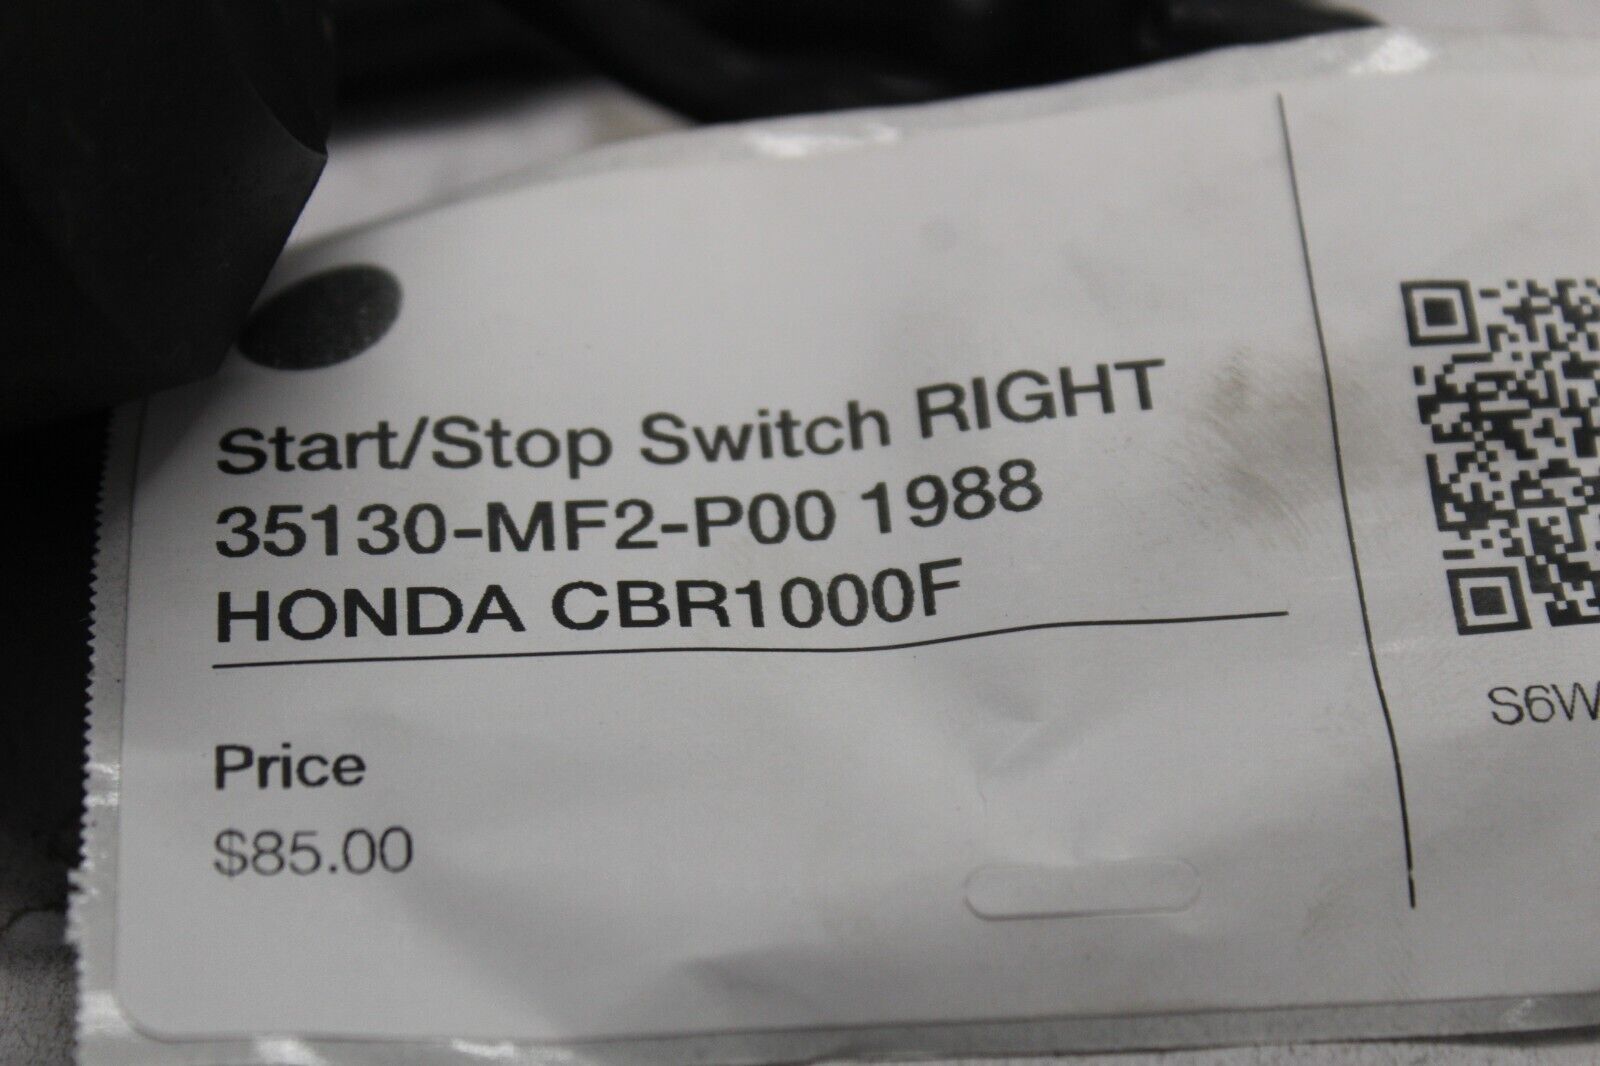 Start/Stop Switch RIGHT
35130-MF2-P00 1988
HONDA CBR1000F
Price
$85.00
S6W